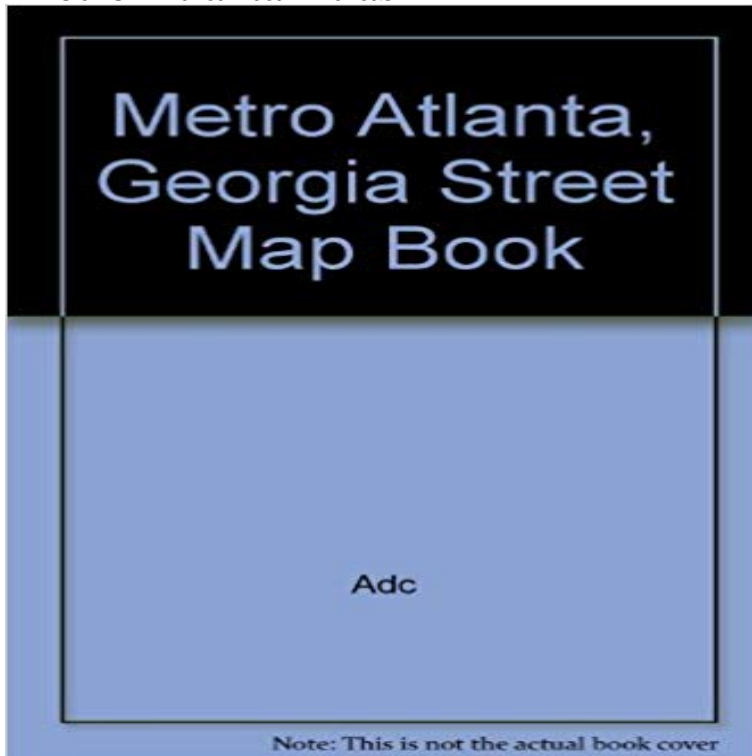 Metro Atlanta,
Georgia Street
Map Book
Adc
Note: This is not the actual book cover